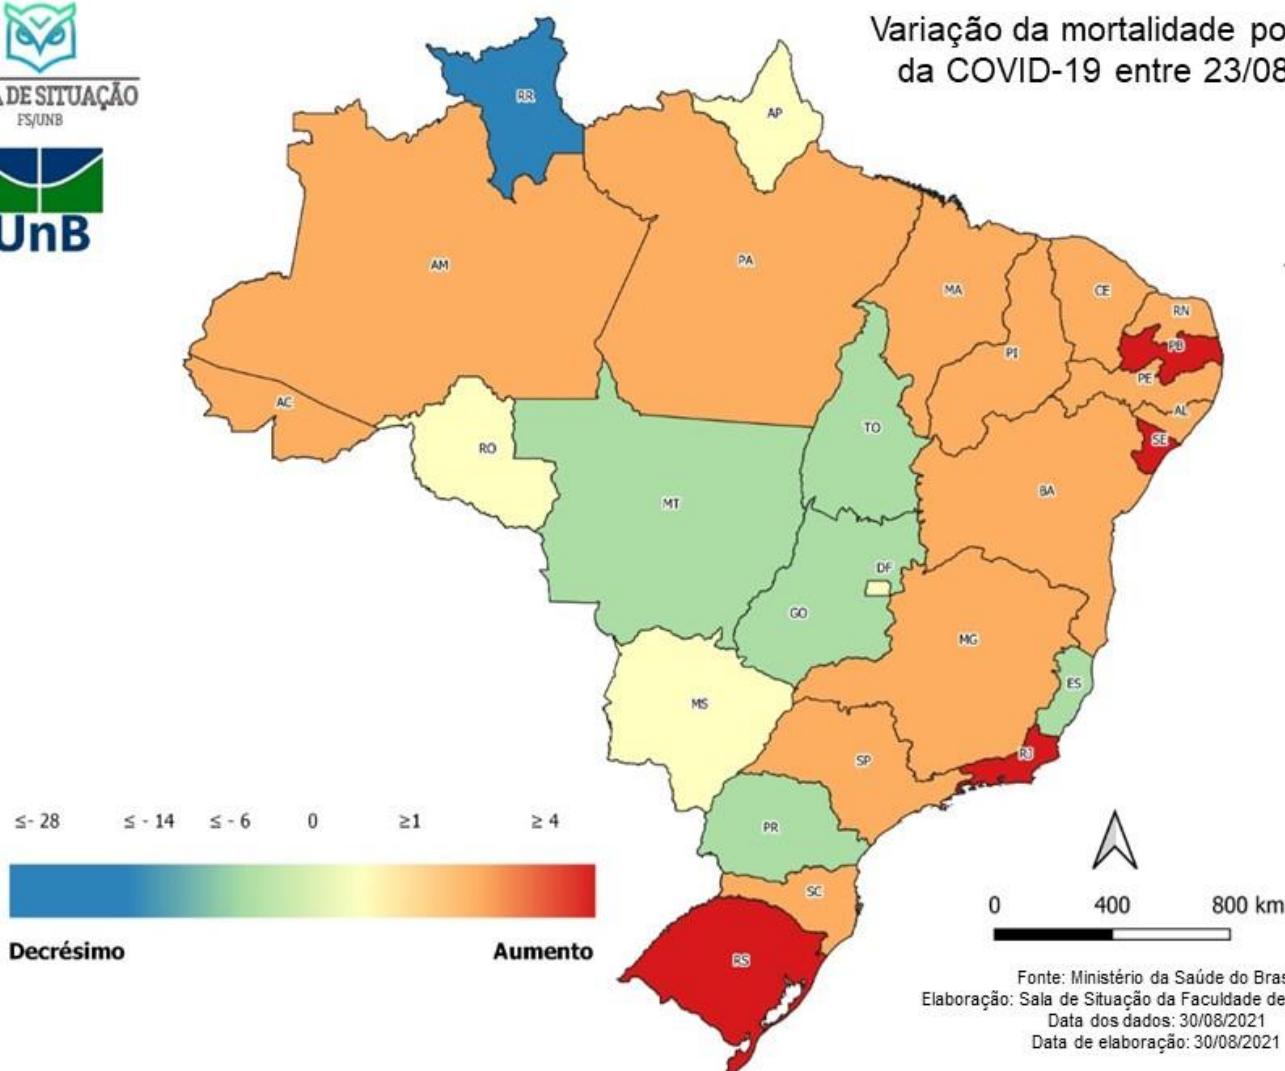 Variação da mortalidade po
da COVID-19 entre 23/08
DE SITUAÇÃO
FS/UNB
UnB
RR
AP
AM
PA
MA
CE
RN
PB
PI
PE
AL
SE
AC
RO
TO
BA
MT
DF
GO
MG
ES
MS
RJ
SP
PR
SC
RS
≤- 28 ≤ - 14 ≤ - 6 0 ≥1 ≥ 4
Decréscimo Aumento
0 400 800 km
Fonte: Ministério da Saúde do Bras
Elaboração: Sala de Situação da Faculdade de
Data dos dados: 30/08/2021
Data de elaboração: 30/08/2021